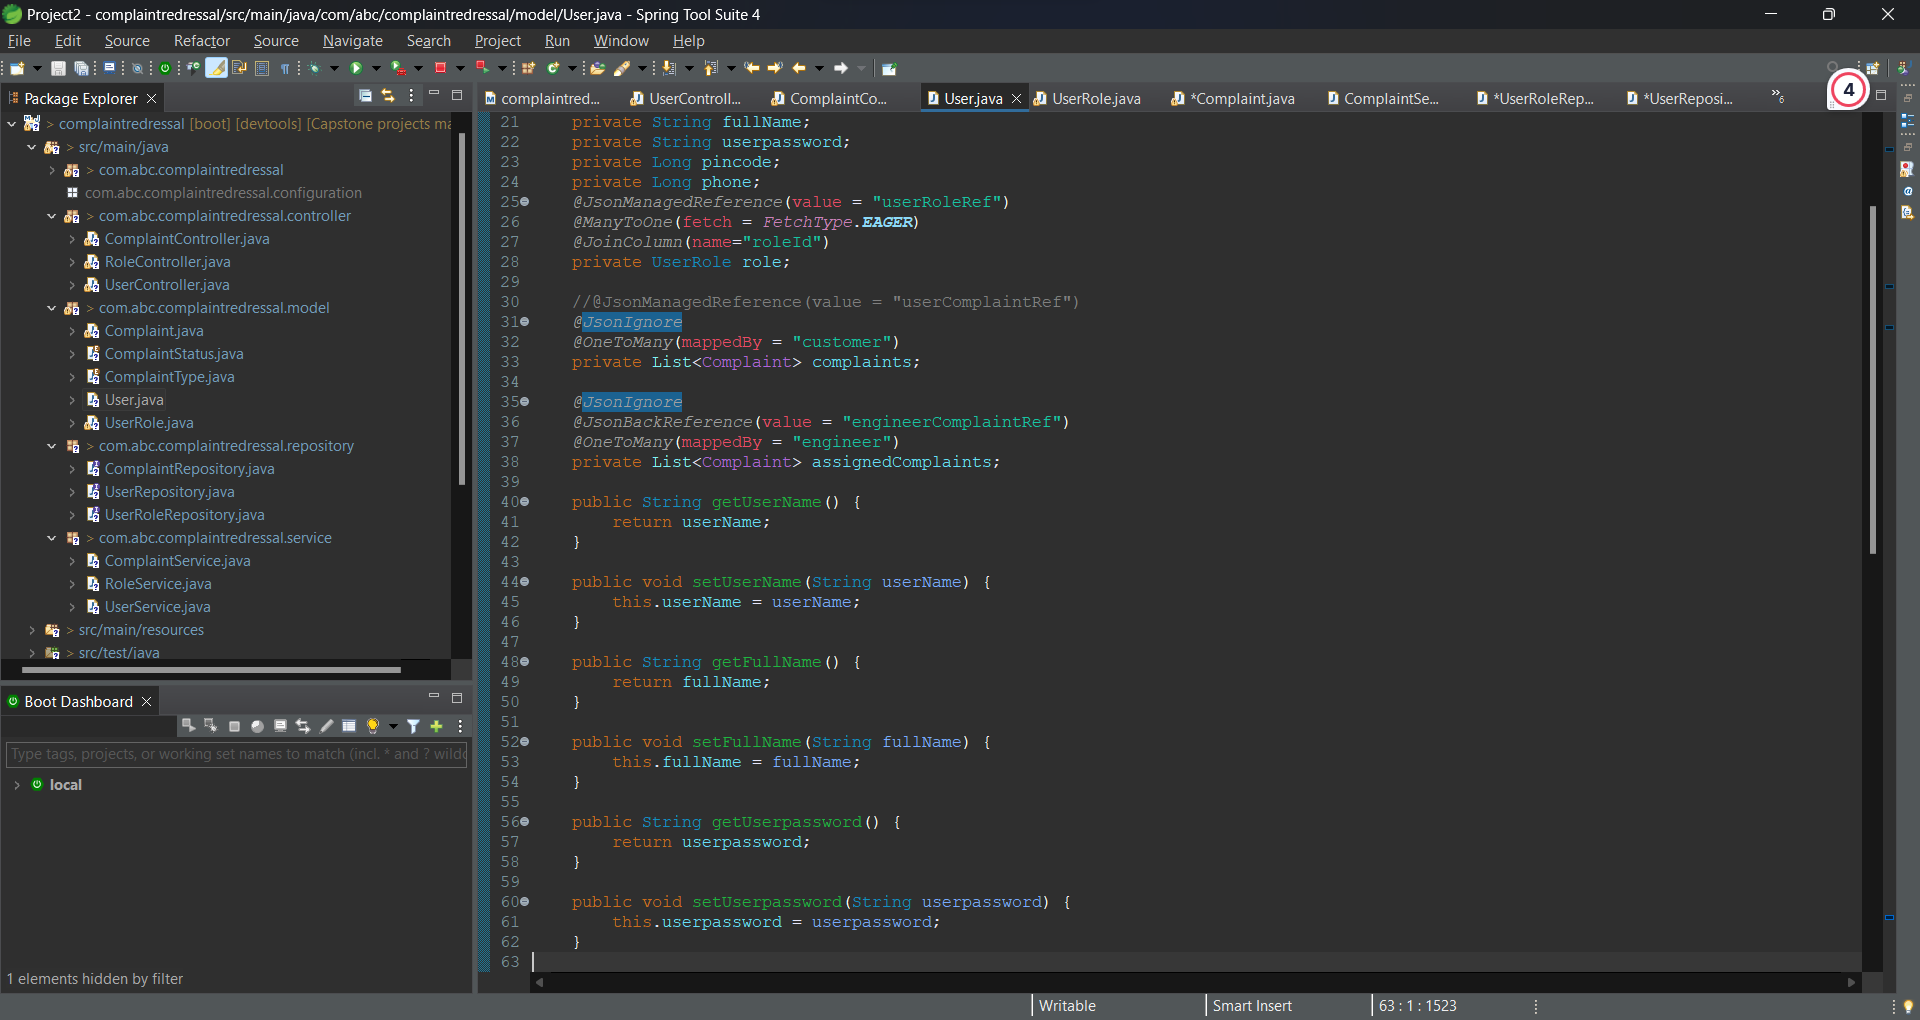 Project2 - complaintredressal/src/main/java/com/abc/complaintredressal/model/User.java - Spring Tool Suite 4
File Edit Source Refactor Source Navigate Search Project Run Window Help
Package Explorer
> complaintredressal [boot] [devtools] [Capstone projects ma
> src/main/java
> com.abc.complaintredressal
com.abc.complaintredressal.configuration
> com.abc.complaintredressal.controller
ComplaintController.java
RoleController.java
UserController.java
> com.abc.complaintredressal.model
Complaint.java
ComplaintStatus.java
ComplaintType.java
User.java
UserRole.java
> com.abc.complaintredressal.repository
ComplaintRepository.java
UserRepository.java
UserRoleRepository.java
> com.abc.complaintredressal.service
ComplaintService.java
RoleService.java
UserService.java
> src/main/resources
> src/test/java
Boot Dashboard
Type tags, projects, or working set names to match (incl. * and ? wildc
local
1 elements hidden by filter
complaintred... UserControll... ComplaintCo... User.java UserRole.java *Complaint.java ComplaintSe... *UserRoleRep... *UserReposi... »6
4
21 private String fullName;
22 private String userpassword;
23 private Long pincode;
24 private Long phone;
25 @JsonManagedReference(value = "userRoleRef")
26 @ManyToOne(fetch = FetchType.EAGER)
27 @JoinColumn(name="roleId")
28 private UserRole role;
29
30 //@JsonManagedReference(value = "userComplaintRef")
31 @JsonIgnore
32 @OneToMany(mappedBy = "customer")
33 private List<Complaint> complaints;
34
35 @JsonIgnore
36 @JsonBackReference(value = "engineerComplaintRef")
37 @OneToMany(mappedBy = "engineer")
38 private List<Complaint> assignedComplaints;
39
40 public String getUserName() {
41 return userName;
42 }
43
44 public void setUserName(String userName) {
45 this.userName = userName;
46 }
47
48 public String getFullName() {
49 return fullName;
50 }
51
52 public void setFullName(String fullName) {
53 this.fullName = fullName;
54 }
55
56 public String getUserpassword() {
57 return userpassword;
58 }
59
60 public void setUserpassword(String userpassword) {
61 this.userpassword = userpassword;
62 }
63
Writable Smart Insert 63 : 1 : 1523